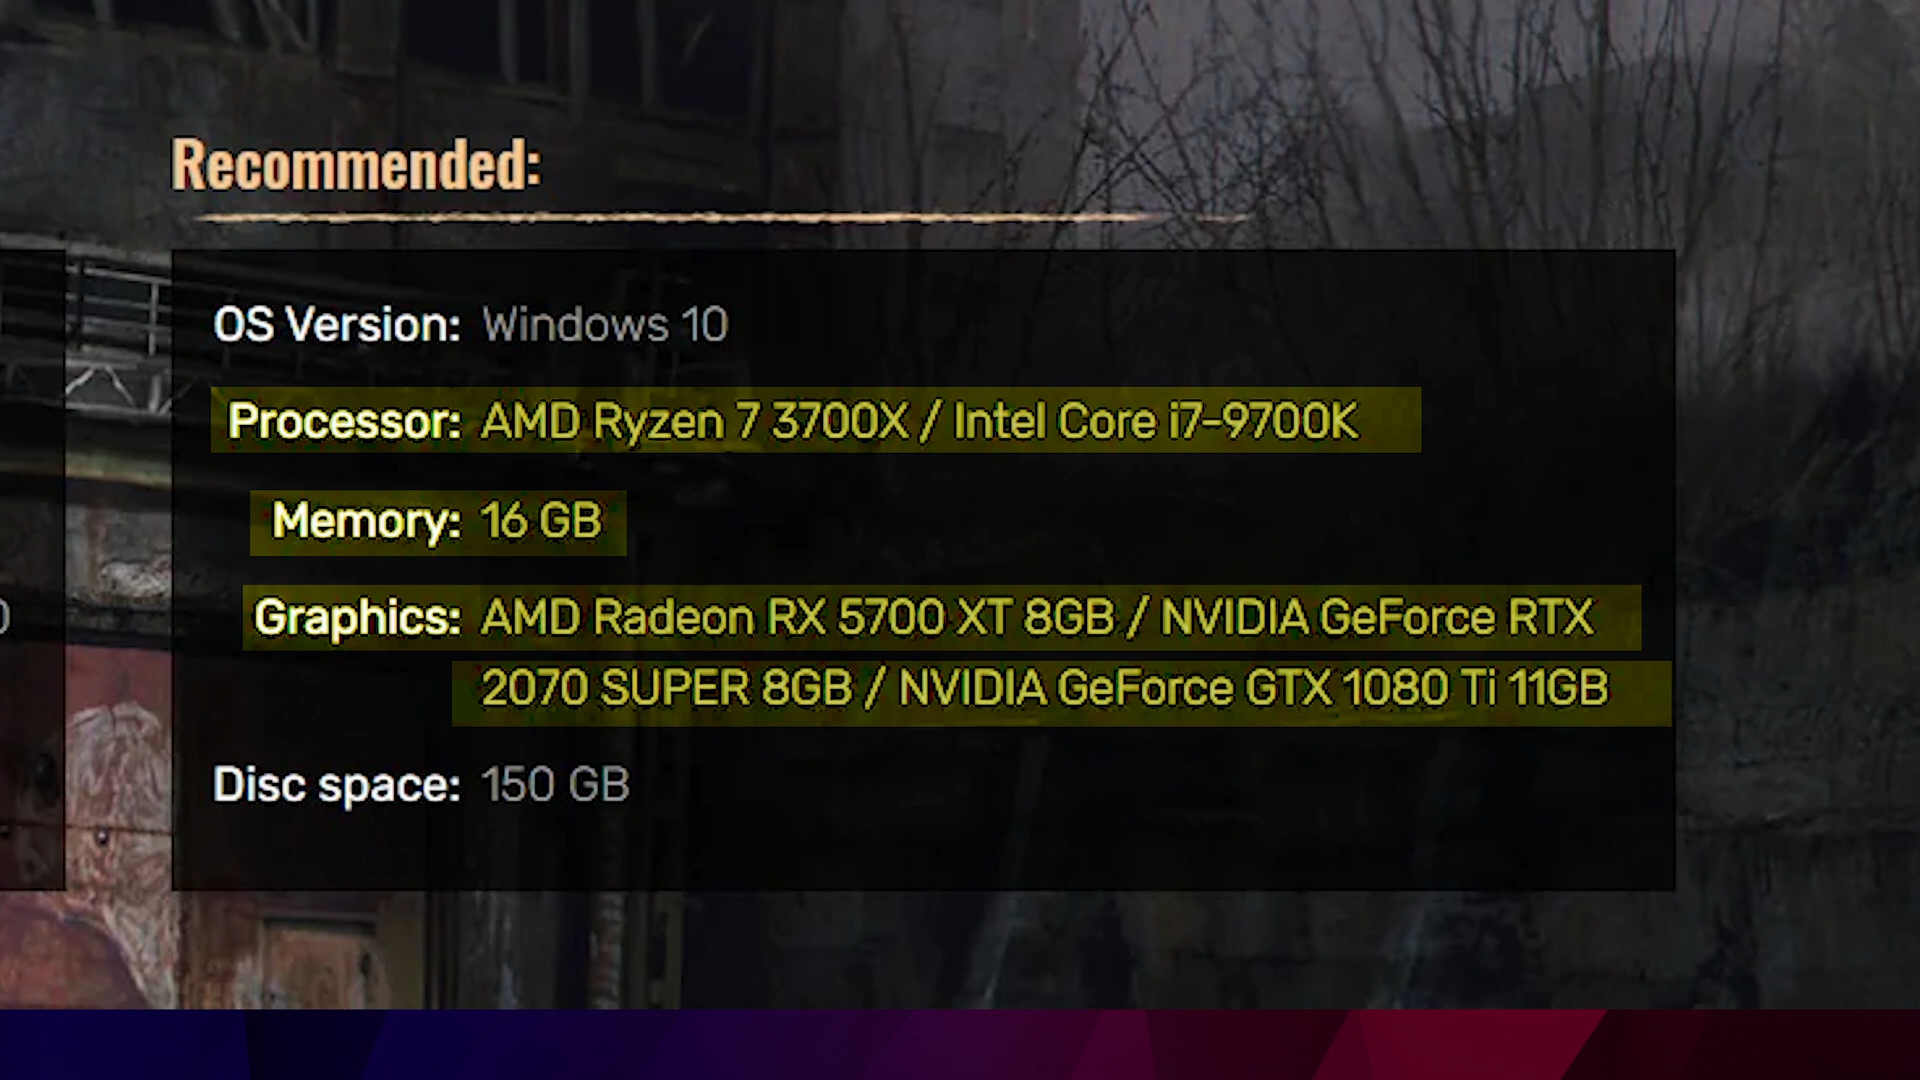 Recommended:
OS Version: Windows 10
Processor: AMD Ryzen 7 3700X / Intel Core i7-9700K
Memory: 16 GB
Graphics: AMD Radeon RX 5700 XT 8GB / NVIDIA GeForce RTX
2070 SUPER 8GB / NVIDIA GeForce GTX 1080 Ti 11GB
Disc space: 150 GB